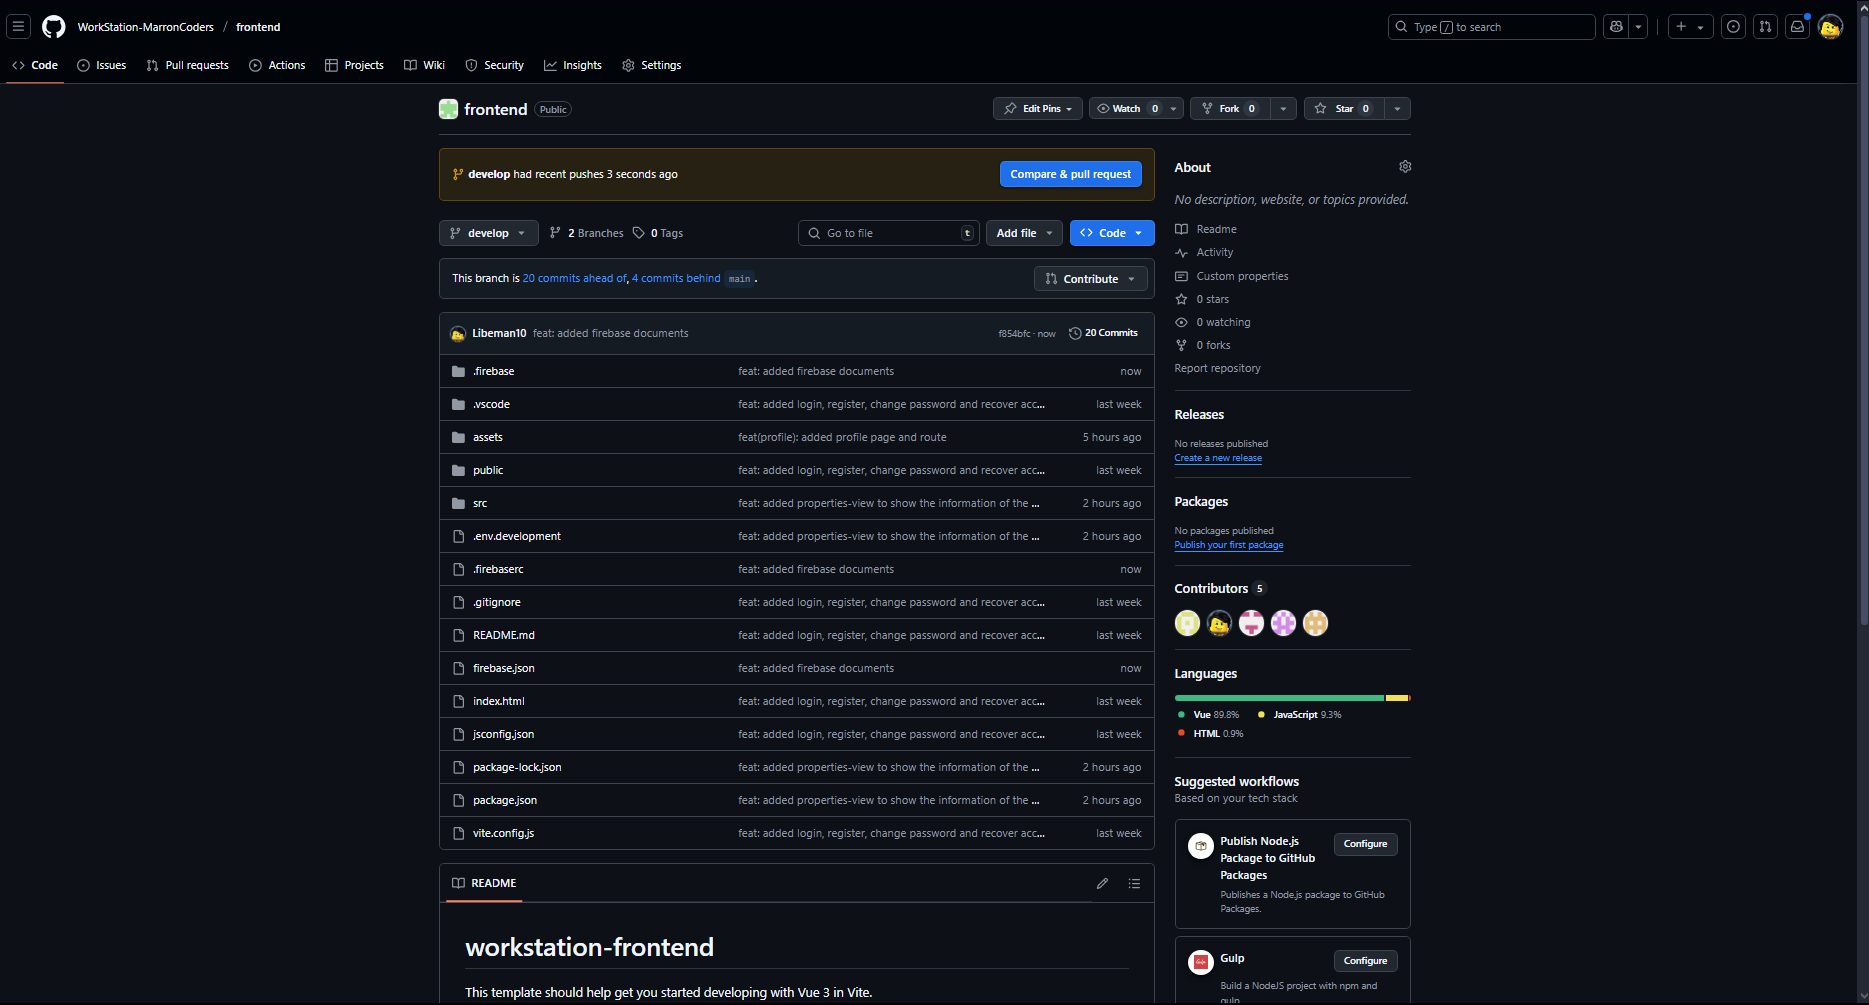 WorkStation-MarronCoders / frontend
Type / to search
Code Issues Pull requests Actions Projects Wiki Security Insights Settings
frontend Public
Edit Pins Watch 0 Fork 0 Star 0
develop had recent pushes 3 seconds ago
Compare & pull request
develop 2 Branches 0 Tags
Go to file t
Add file
Code
This branch is 20 commits ahead of, 4 commits behind main .
Contribute
Libeman10 feat: added firebase documents f854bfc · now 20 Commits
.firebase feat: added firebase documents now
.vscode feat: added login, register, change password and recover acc... last week
assets feat(profile): added profile page and route 5 hours ago
public feat: added login, register, change password and recover acc... last week
src feat: added properties-view to show the information of the ... 2 hours ago
.env.development feat: added properties-view to show the information of the ... 2 hours ago
.firebaserc feat: added firebase documents now
.gitignore feat: added login, register, change password and recover acc... last week
README.md feat: added login, register, change password and recover acc... last week
firebase.json feat: added firebase documents now
index.html feat: added login, register, change password and recover acc... last week
jsconfig.json feat: added login, register, change password and recover acc... last week
package-lock.json feat: added properties-view to show the information of the ... 2 hours ago
package.json feat: added properties-view to show the information of the ... 2 hours ago
vite.config.js feat: added login, register, change password and recover acc... last week
README
workstation-frontend
This template should help get you started developing with Vue 3 in Vite.
About
No description, website, or topics provided.
Readme
Activity
Custom properties
0 stars
0 watching
0 forks
Report repository
Releases
No releases published
Create a new release
Packages
No packages published
Publish your first package
Contributors 5
Languages
Vue 89.8% JavaScript 9.3%
HTML 0.9%
Suggested workflows
Based on your tech stack
Publish Node.js
Package to GitHub
Packages
Configure
Publishes a Node.js package to GitHub
Packages.
Gulp
Gulp
Configure
Build a NodeJS project with npm and
gulp.